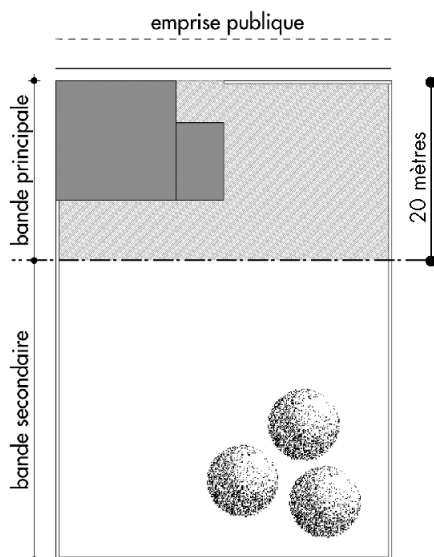 emprise publique
bande principale
20 mètres
bande secondaire